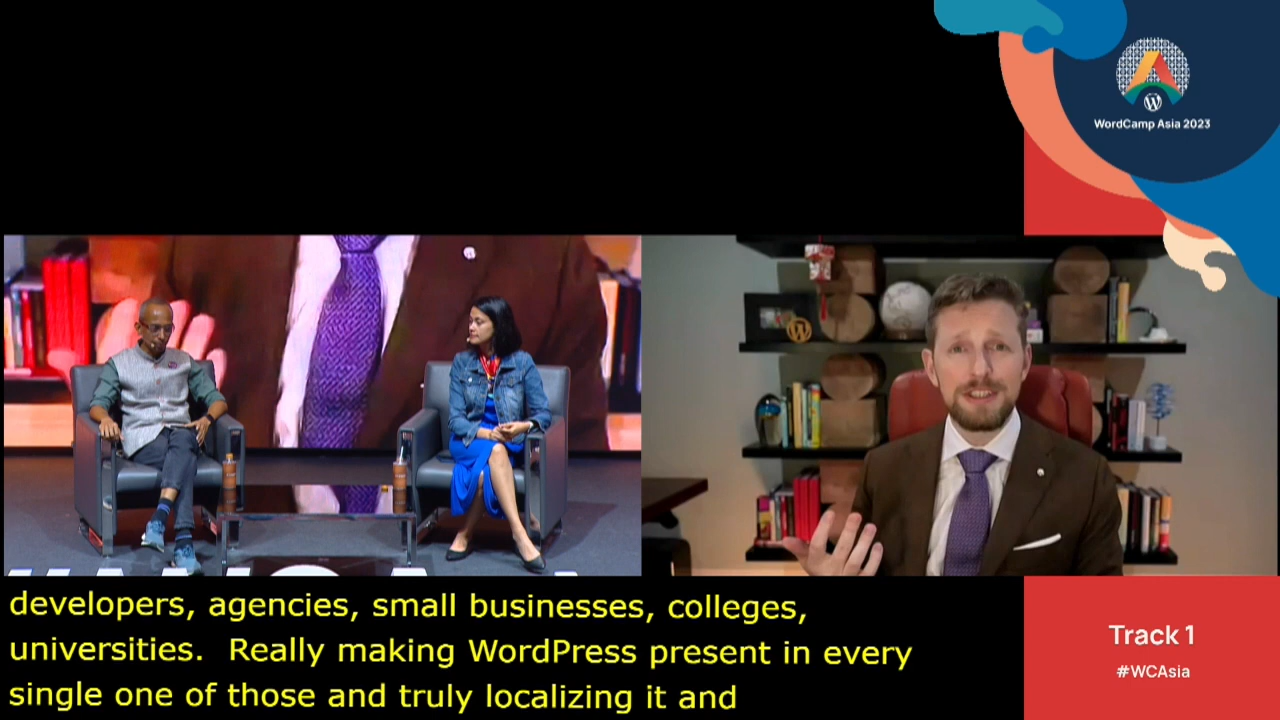 WordCamp Asia 2023
developers, agencies, small businesses, colleges,
universities.  Really making WordPress present in every
single one of those and truly localizing it and
Track 1
#WCAsia